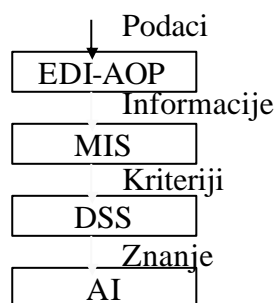 Podaci
EDI-AOP
Informacije
MIS
Kriteriji
DSS
Znanje
AI